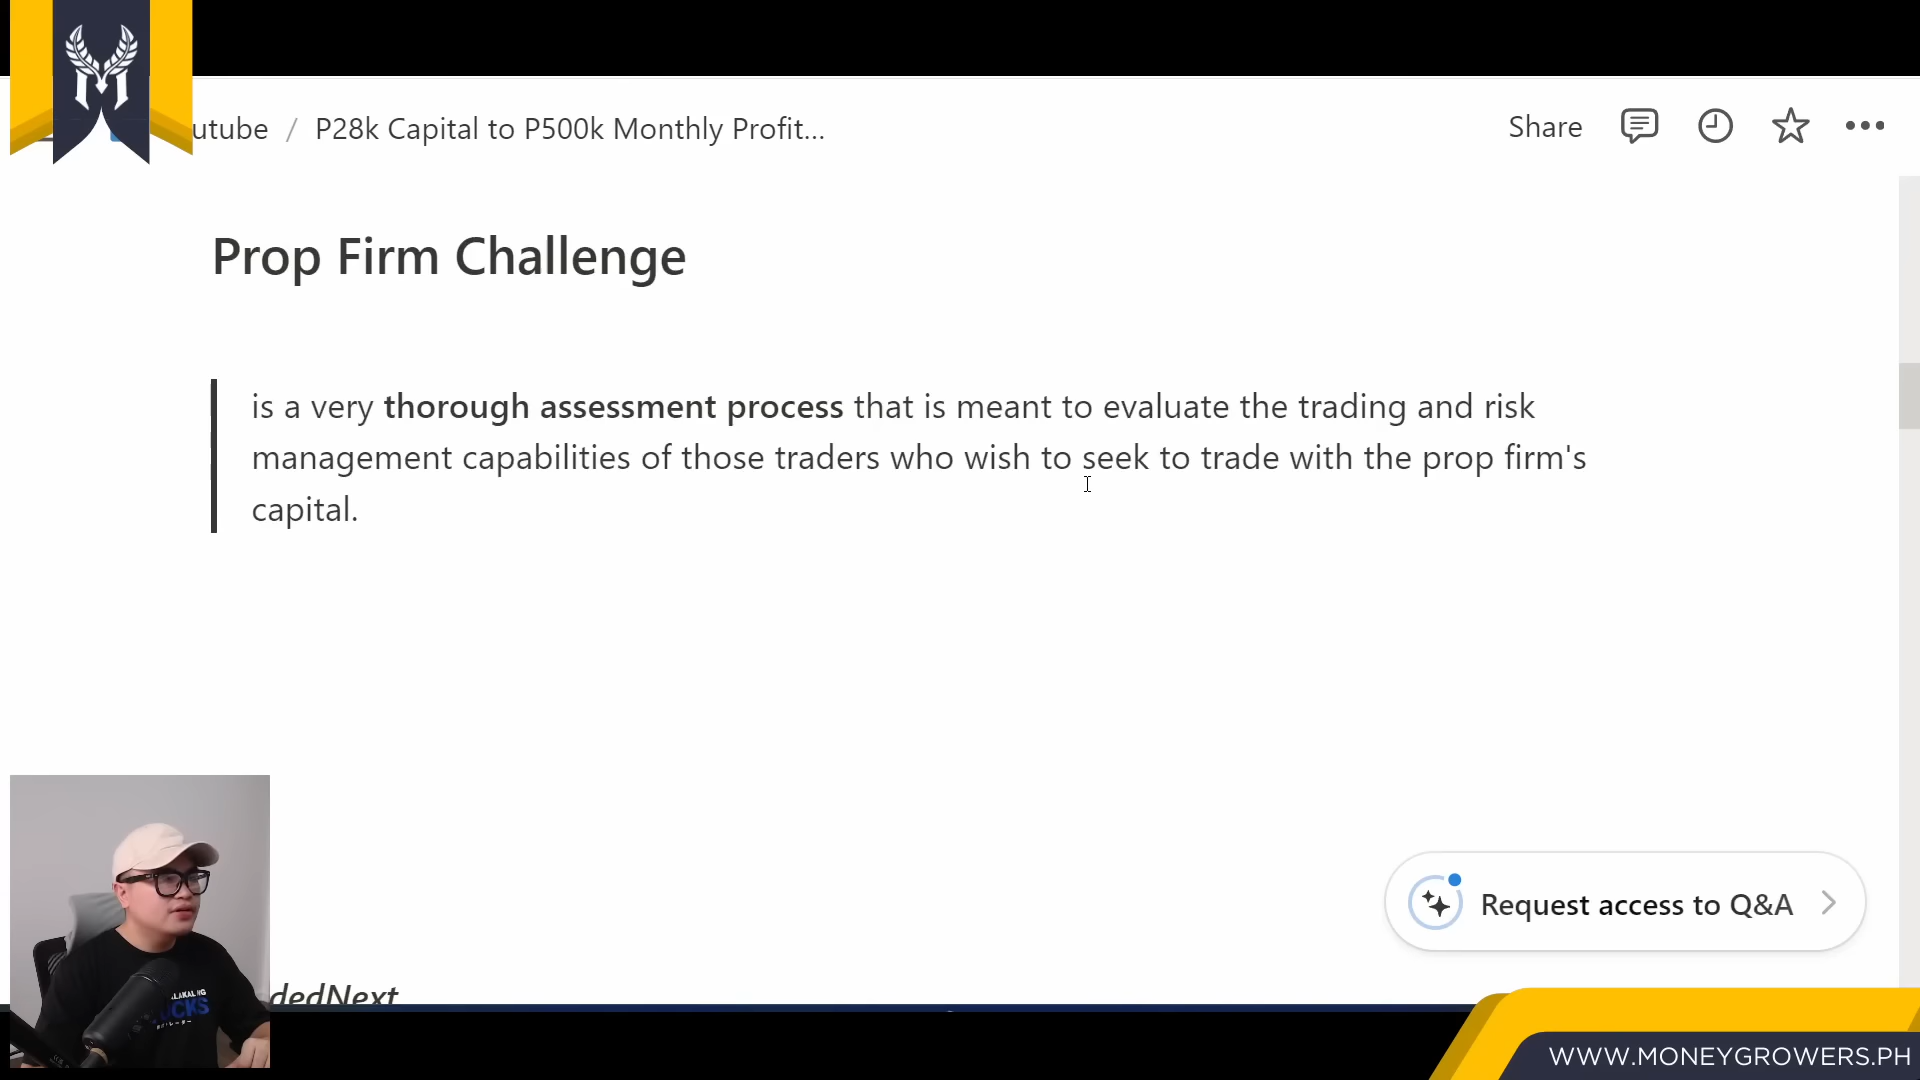 utube / P28k Capital to P500k Monthly Profit...
Share
Prop Firm Challenge
is a very thorough assessment process that is meant to evaluate the trading and risk
management capabilities of those traders who wish to seek to trade with the prop firm's
capital.
Request access to Q&A
dedNext
WWW.MONEYGROWERS.PH